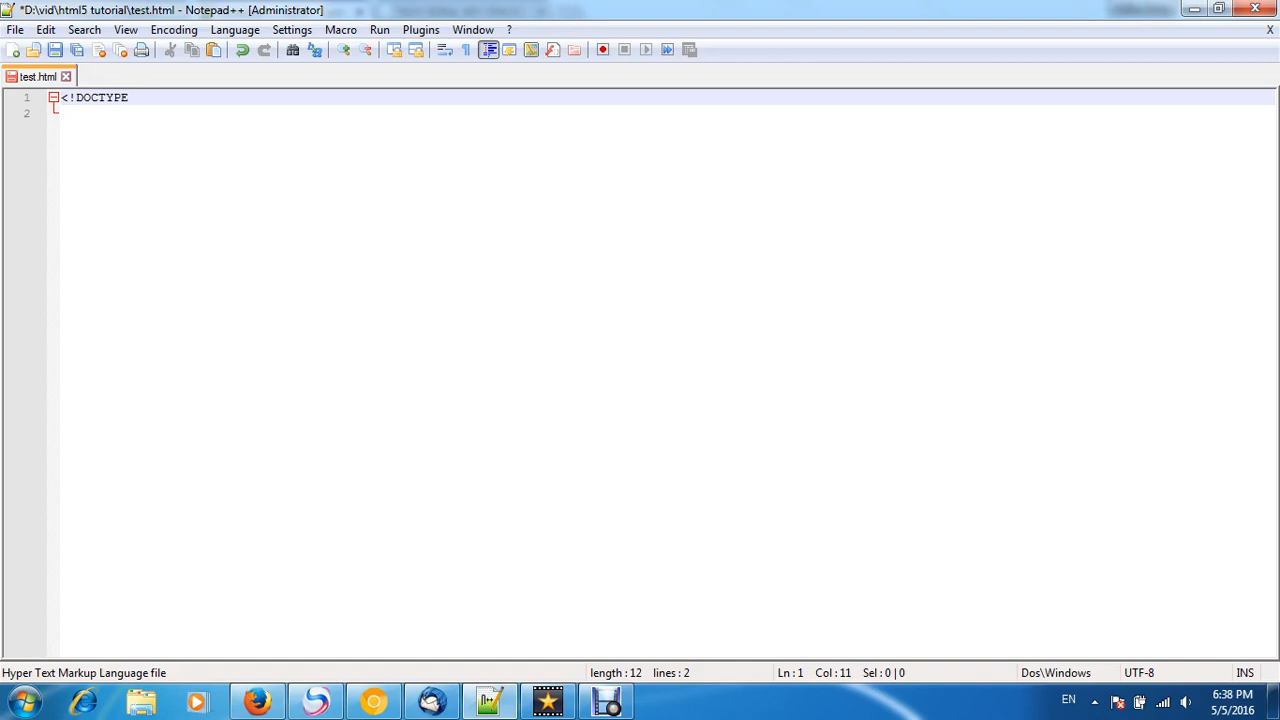 *D:\vid\html5 tutorial\test.html - Notepad++ [Administrator]
File Edit Search View Encoding Language Settings Macro Run Plugins Window ? X
test.html
1 <!DOCTYPE
2
Hyper Text Markup Language file length : 12 lines : 2 Ln : 1 Col : 11 Sel : 0 | 0 Dos\Windows UTF-8 INS
EN 6:38 PM
5/5/2016